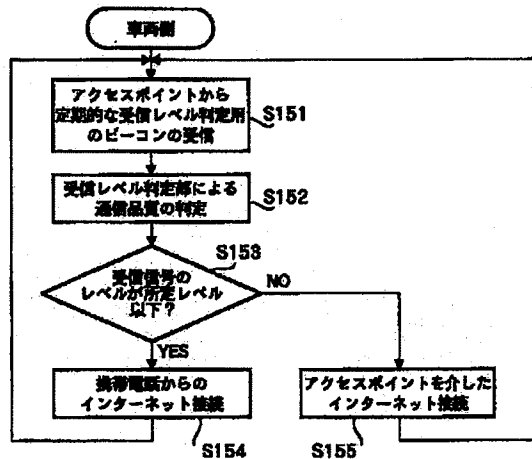 車両側
アクセスポイントから
定期的な受信レベル判定用
のビーコンの受信
S151
受信レベル判定部による
通信品質の判定
S152
S153
受信信号の
レベルが所定レベル
以下?
NO
YES
携帯電話からの
インターネット接続
S154
アクセスポイントを介した
インターネット接続
S155